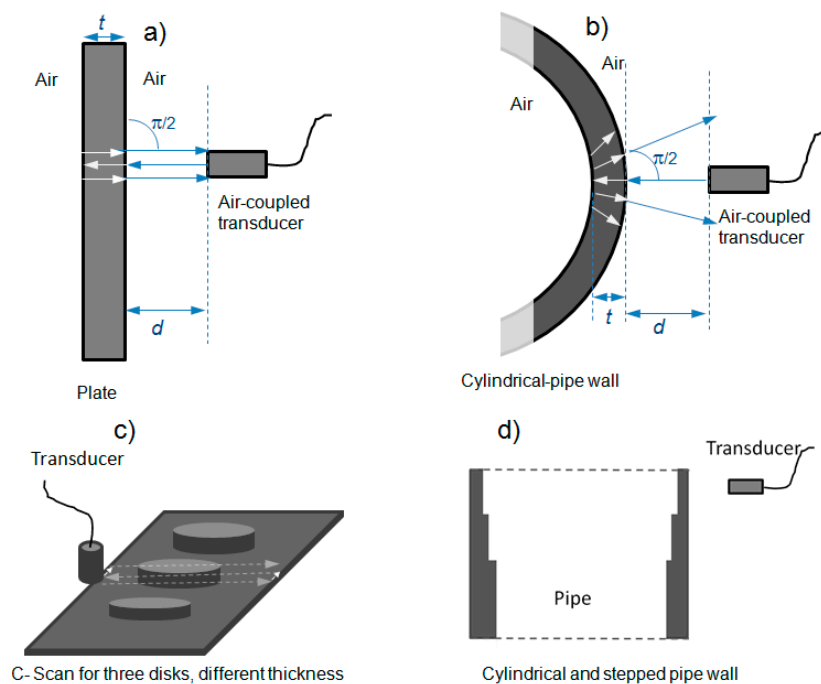 a)
t
Air
Air
π/2
Air-coupled
transducer
d
Plate
b)
Air
Air
π/2
Air-coupled
transducer
t
d
Cylindrical-pipe wall
c)
Transducer
C- Scan for three disks, different thickness
d)
Transducer
Pipe
Cylindrical and stepped pipe wall